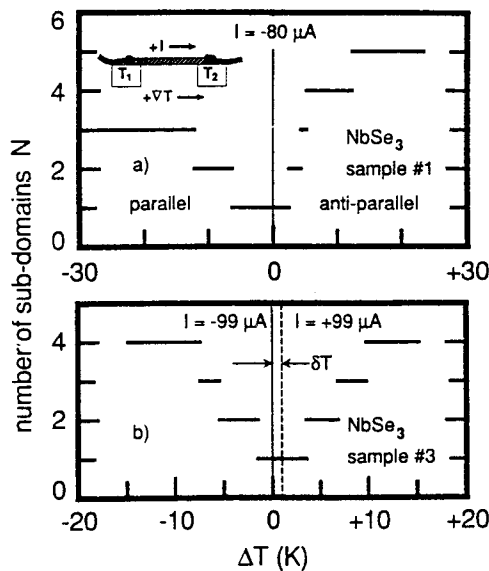 number of sub-domains N
I = -80 μA
+I
T₁ T₂
+∇T
6
4
2
0
NbSe₃
sample #1
a)
parallel
anti-parallel
-30 0 +30
I = -99 μA I = +99 μA
δT
4
2
0
b)
NbSe₃
sample #3
-20 -10 0 +10 +20
ΔT (K)